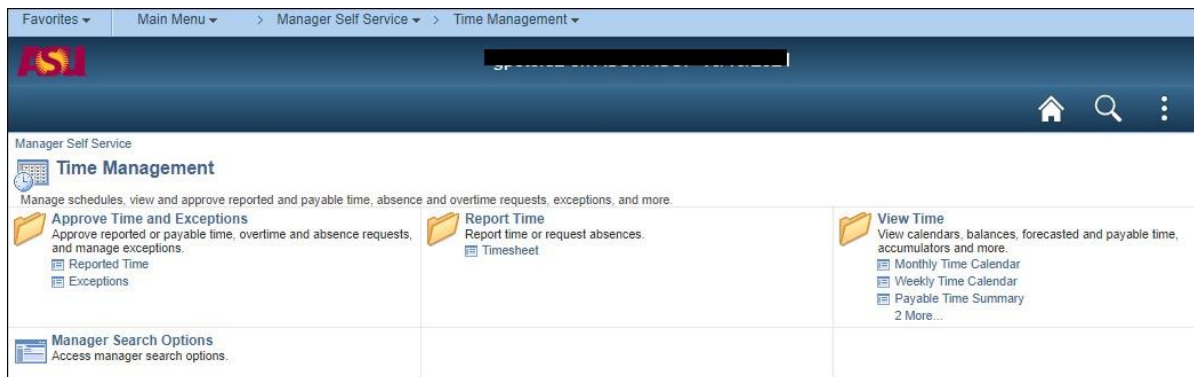 Favorites Main Menu > Manager Self Service > Time Management
ASU
Manager Self Service
Time Management
Manage schedules, view and approve reported and payable time, absence and overtime requests, exceptions, and more.
Approve Time and Exceptions
Approve reported or payable time, overtime and absence requests,
and manage exceptions.
Reported Time
Exceptions
Report Time
Report time or request absences.
Timesheet
View Time
View calendars, balances, forecasted and payable time,
accumulators and more.
Monthly Time Calendar
Weekly Time Calendar
Payable Time Summary
2 More...
Manager Search Options
Access manager search options.